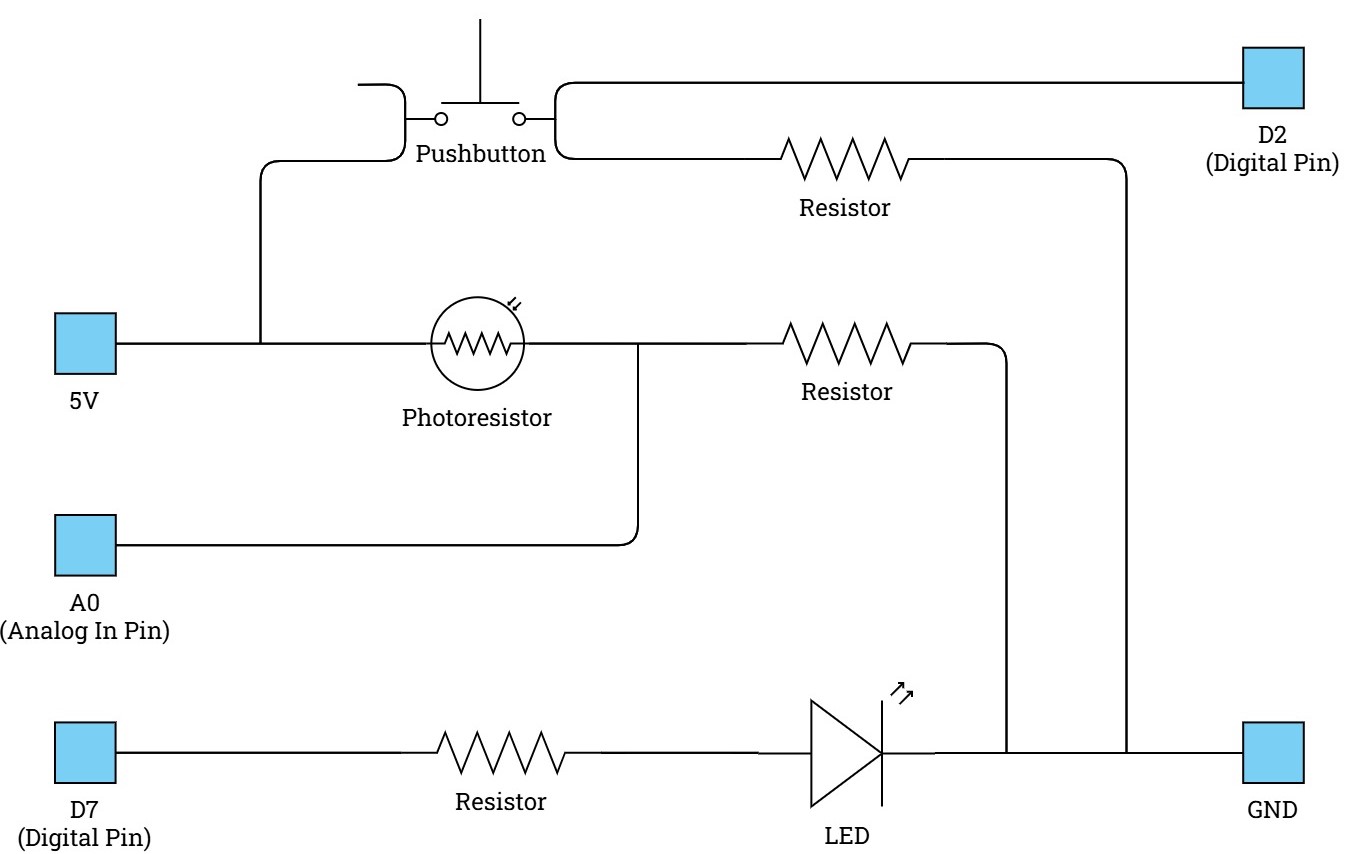 D2
(Digital Pin)
Pushbutton
Resistor
5V
Photoresistor
Resistor
A0
(Analog In Pin)
D7
(Digital Pin)
Resistor
LED
GND